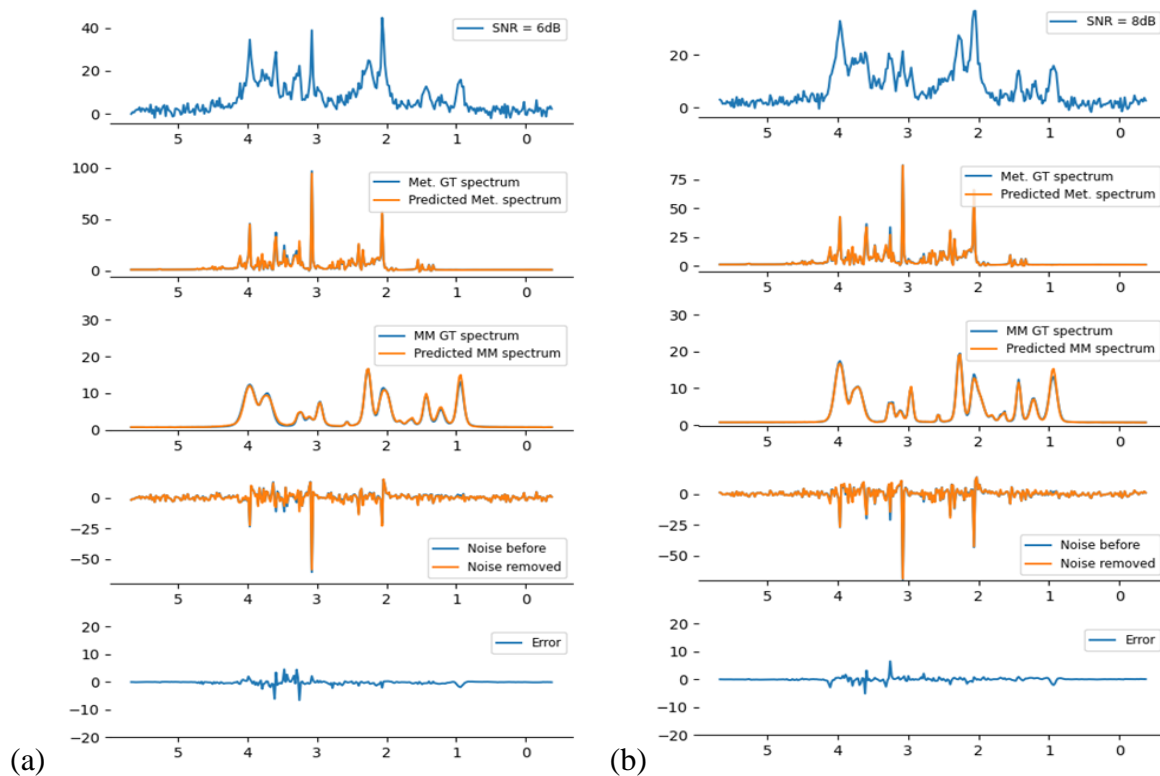 SNR = 6dB
40
20
0
5 4 3 2 1 0
Met. GT spectrum
Predicted Met. spectrum
100
50
0
5 4 3 2 1 0
MM GT spectrum
Predicted MM spectrum
30
20
10
0
5 4 3 2 1 0
0
−25
−50
Noise before
Noise removed
5 4 3 2 1 0
20
10
0
−10
−20
Error
5 4 3 2 1 0
(a)
SNR = 8dB
20
0
5 4 3 2 1 0
Met. GT spectrum
Predicted Met. spectrum
75
50
25
0
5 4 3 2 1 0
MM GT spectrum
Predicted MM spectrum
30
20
10
0
5 4 3 2 1 0
0
−25
−50
Noise before
Noise removed
5 4 3 2 1 0
20
10
0
−10
−20
Error
5 4 3 2 1 0
(b)